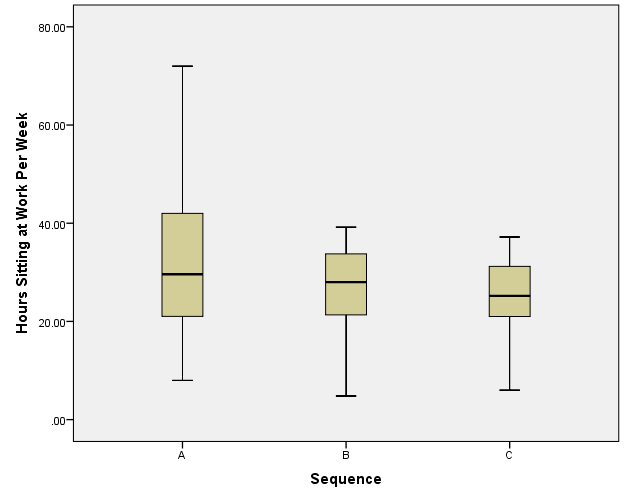 80.00
60.00
40.00
20.00
.00
Hours Sitting at Work Per Week
A
B
C
Sequence